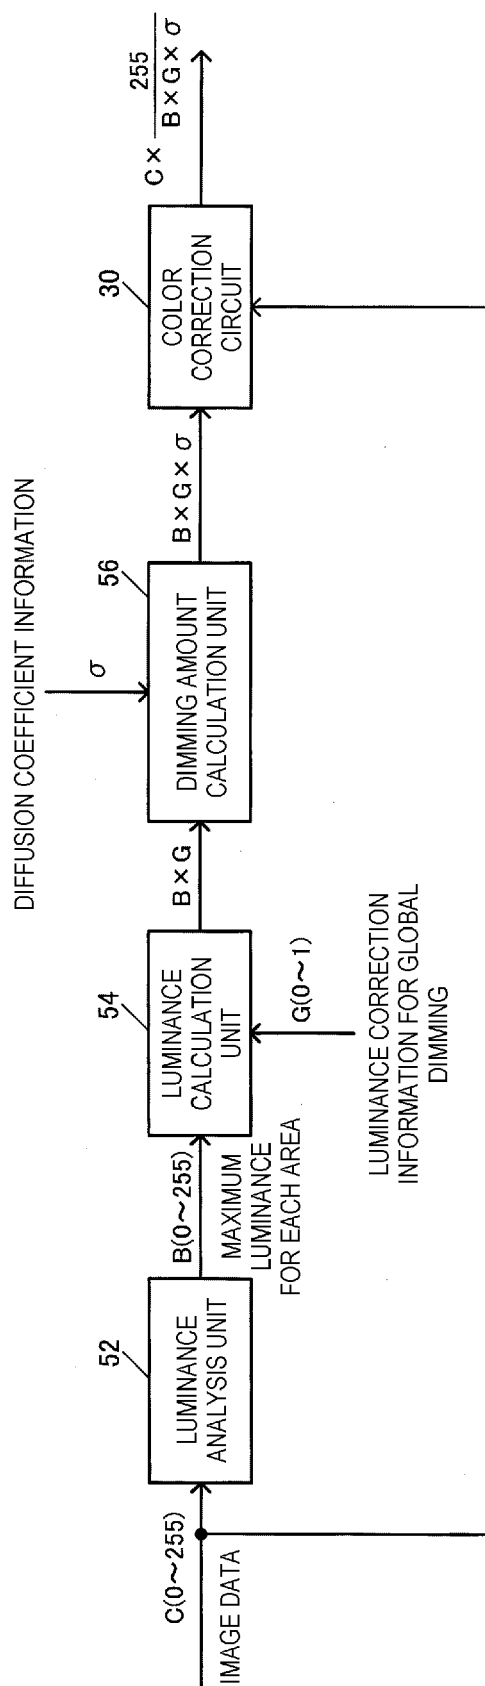 C(0~255)
IMAGE DATA
52
LUMINANCE
ANALYSIS UNIT
B(0~255)
MAXIMUM
LUMINANCE
FOR EACH AREA
54
LUMINANCE
CALCULATION
UNIT
G(0~1)
LUMINANCE CORRECTION
INFORMATION FOR GLOBAL
DIMMING
B×G
DIFFUSION COEFFICIENT INFORMATION
σ
56
DIMMING AMOUNT
CALCULATION UNIT
B×G×σ
30
COLOR
CORRECTION
CIRCUIT
C× 255
B×G×σ